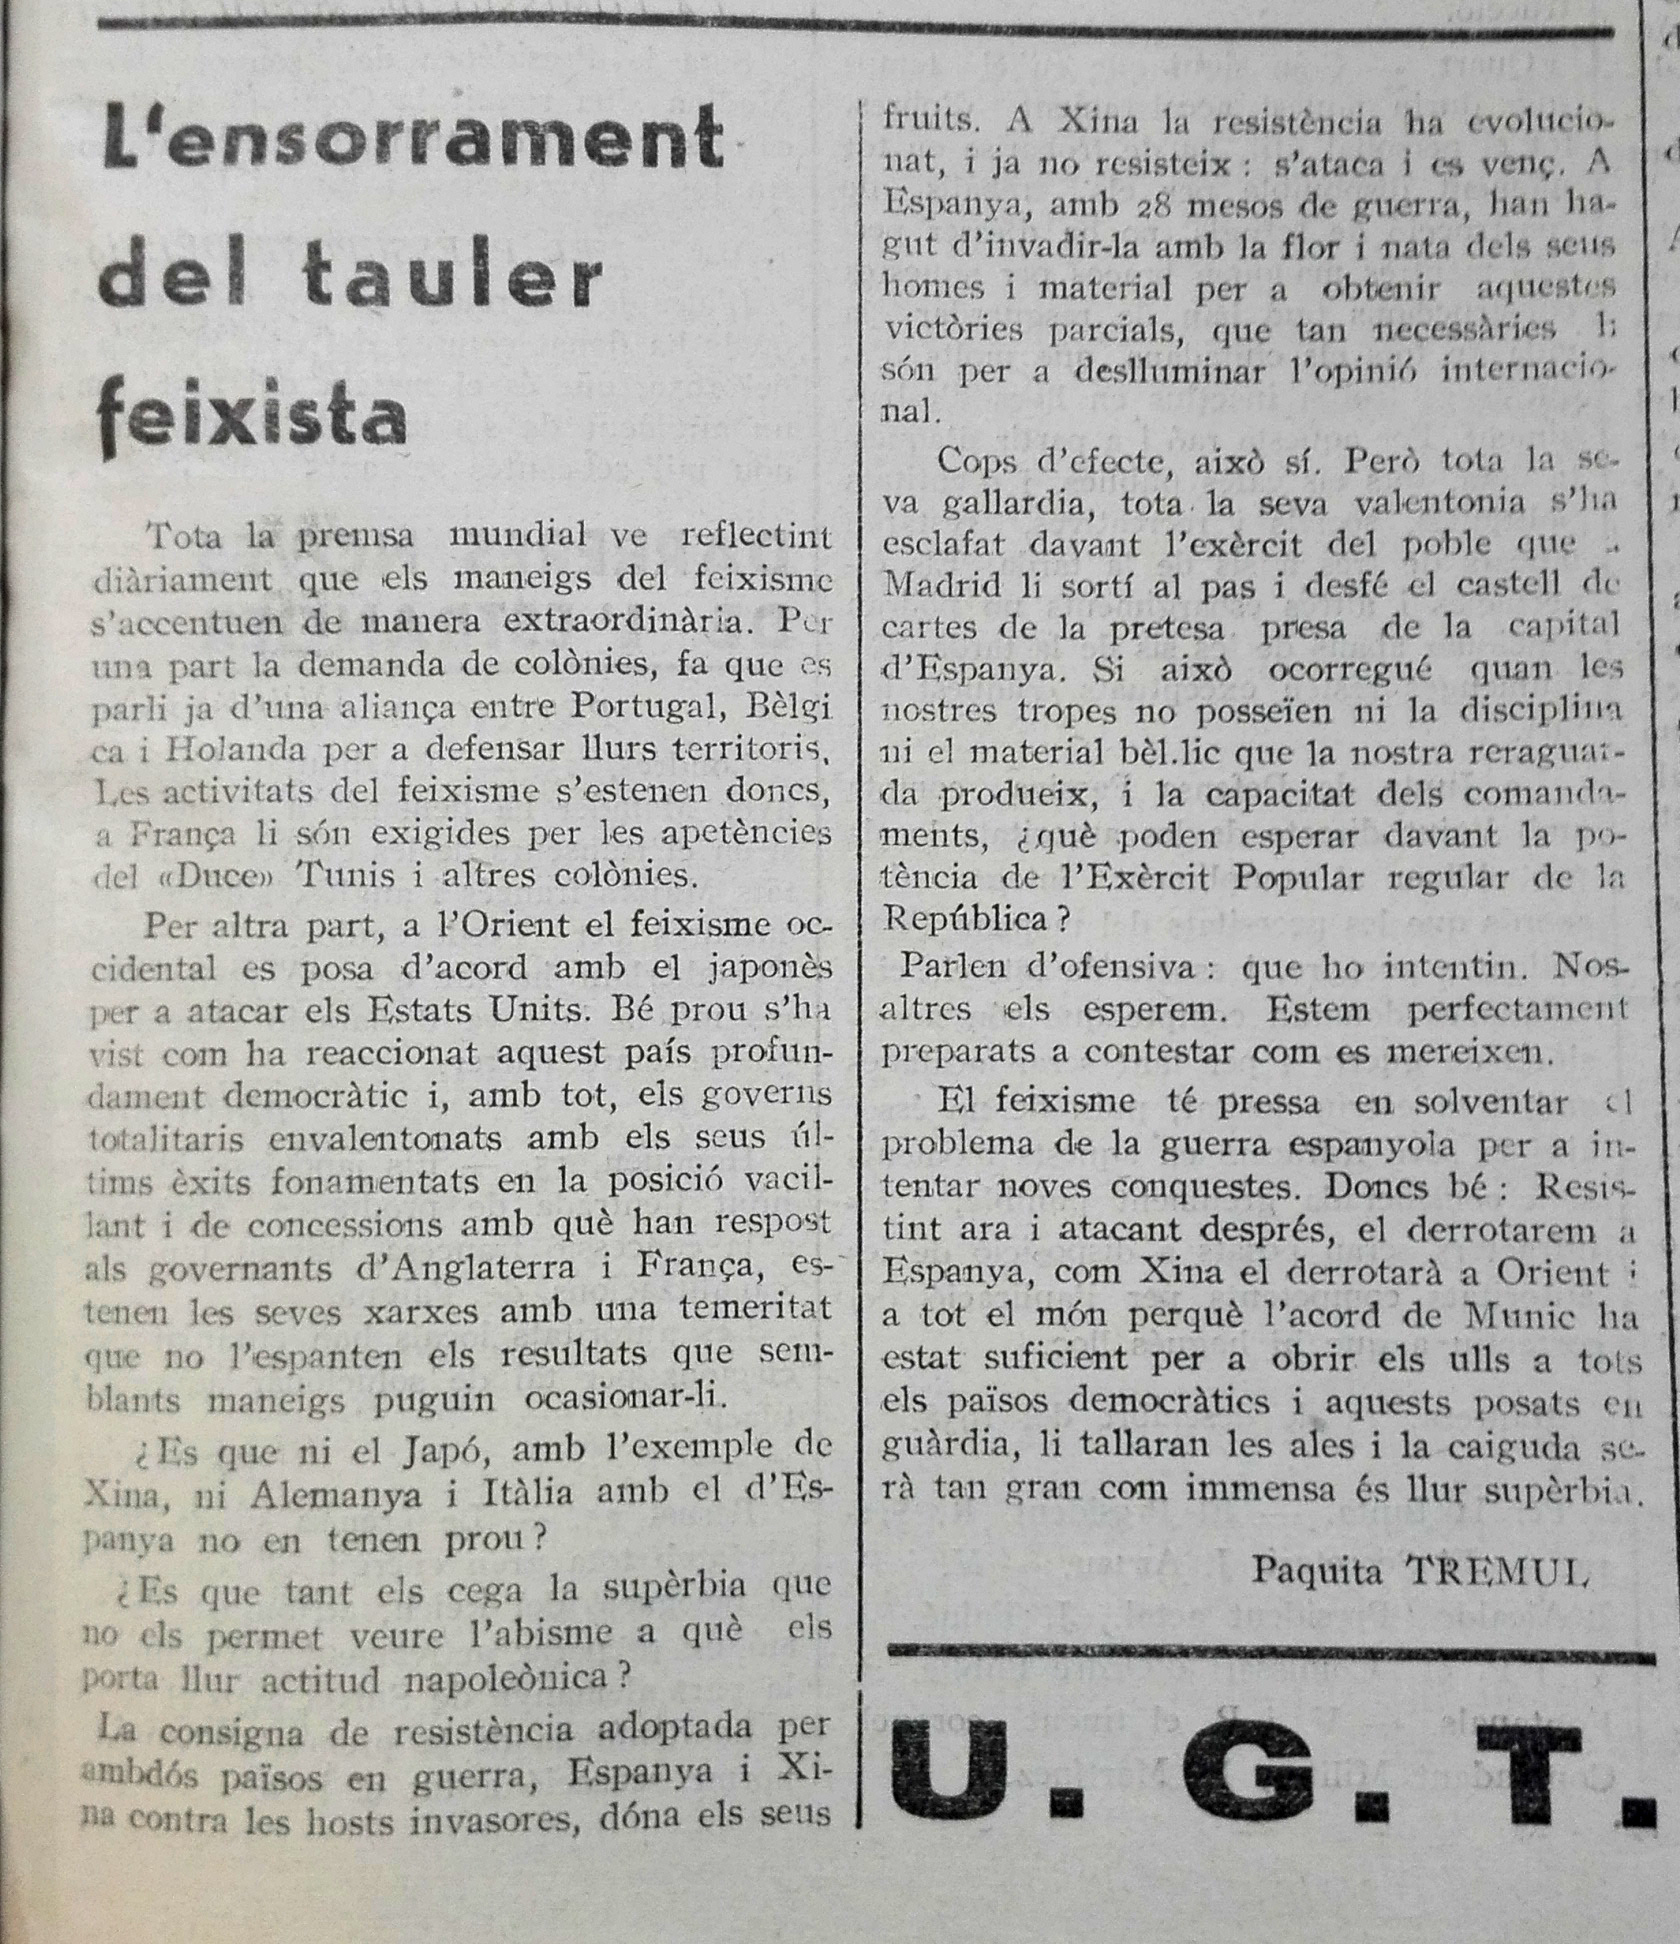 L'ensorrament
del tauler
feixista
Tota la premsa mundial ve reflectint
diàriament que els maneigs del feixisme
s'accentuen de manera extraordinària. Per
una part la demanda de colònies, fa que es
parli ja d'una aliança entre Portugal, Bèlgi
ca i Holanda per a defensar llurs territoris.
Les activitats del feixisme s'estenen doncs,
a França li són exigides per les apetències
del «Duce» Tunis i altres colònies.
Per altra part, a l'Orient el feixisme oc-
cidental es posa d'acord amb el japonès
per a atacar els Estats Units. Bé prou s'ha
vist com ha reaccionat aquest país profun-
dament democràtic i, amb tot, els governs
totalitaris envalentonats amb els seus úl-
tims èxits fonamentats en la posició vacil-
lant i de concessions amb què han respost
als governants d'Anglaterra i França, es-
tenen les seves xarxes amb una temeritat
que no l'espanten els resultats que sem-
blants maneigs puguin ocasionar-li.
¿Es que ni el Japó, amb l'exemple de
Xina, ni Alemanya i Itàlia amb el d'Es-
panya no en tenen prou?
¿Es que tant els cega la supèrbia que
no els permet veure l'abisme a què els
porta llur actitud napoleònica?
La consigna de resistència adoptada per
ambdós països en guerra, Espanya i Xi-
na contra les hosts invasores, dóna els seus
fruits. A Xina la resistència ha evolucio-
nat, i ja no resisteix: s'ataca i es venç. A
Espanya, amb 28 mesos de guerra, han ha-
gut d'invadir-la amb la flor i nata dels seus
homes i material per a obtenir aquestes
victòries parcials, que tan necessàries li
són per a deslluminar l'opinió internacio-
nal.
Cops d'efecte, això sí. Però tota la se-
va gallardia, tota la seva valentonia s'ha
esclafat davant l'exèrcit del poble que a
Madrid li sortí al pas i desfé el castell de
cartes de la pretesa presa de la capital
d'Espanya. Si això ocorregué quan les
nostres tropes no posseïen ni la disciplina
ni el material bèl.lic que la nostra reraguar-
da produeix, i la capacitat dels comanda-
ments, ¿què poden esperar davant la po-
tència de l'Exèrcit Popular regular de la
República?
Parlen d'ofensiva: que ho intentin. Nos-
altres els esperem. Estem perfectament
preparats a contestar com es mereixen.
El feixisme té pressa en solventar el
problema de la guerra espanyola per a in-
tentar noves conquestes. Doncs bé: Resis-
tint ara i atacant després, el derrotarem a
Espanya, com Xina el derrotarà a Orient i
a tot el món perquè l'acord de Munic ha
estat suficient per a obrir els ulls a tots
els països democràtics i aquests posats en
guàrdia, li tallaran les ales i la caiguda se-
rà tan gran com immensa és llur supèrbia.
Paquita TREMUL
U. G. T.